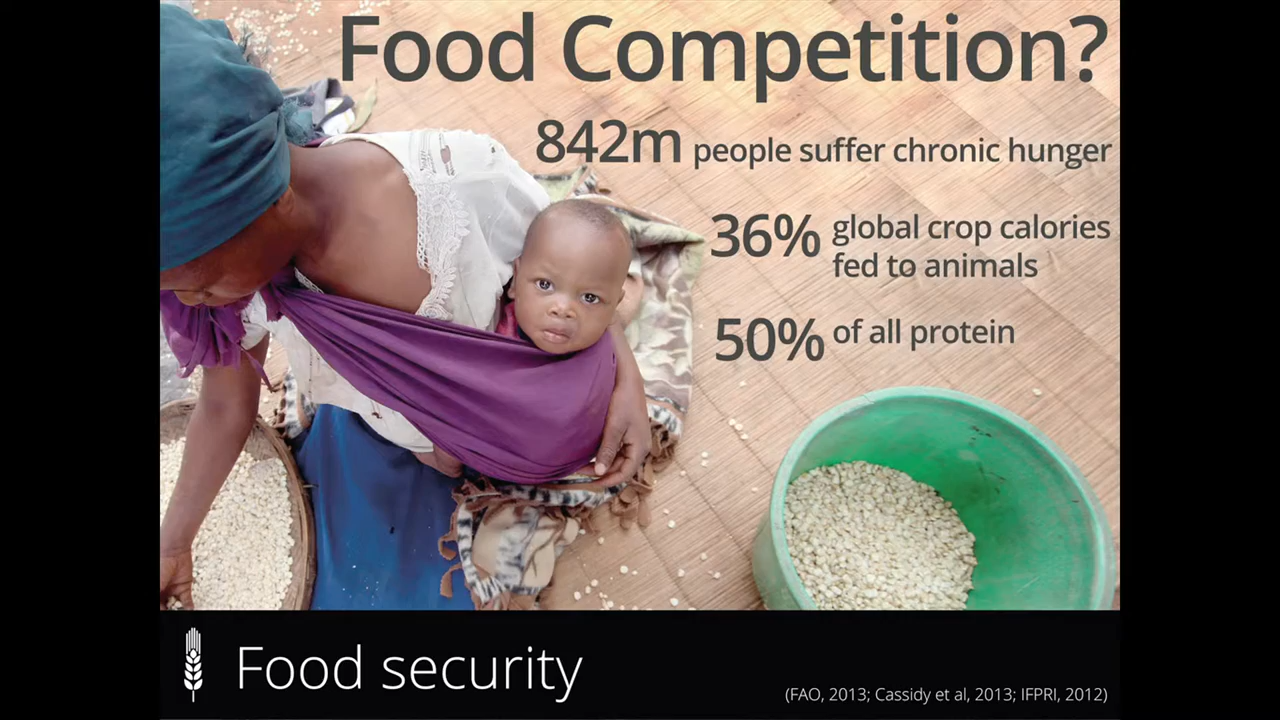 Food Competition?
842m people suffer chronic hunger
36% global crop calories
fed to animals
50% of all protein
Food security
(FAO, 2013; Cassidy et al, 2013; IFPRI, 2012)